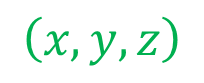 (x, y, z)